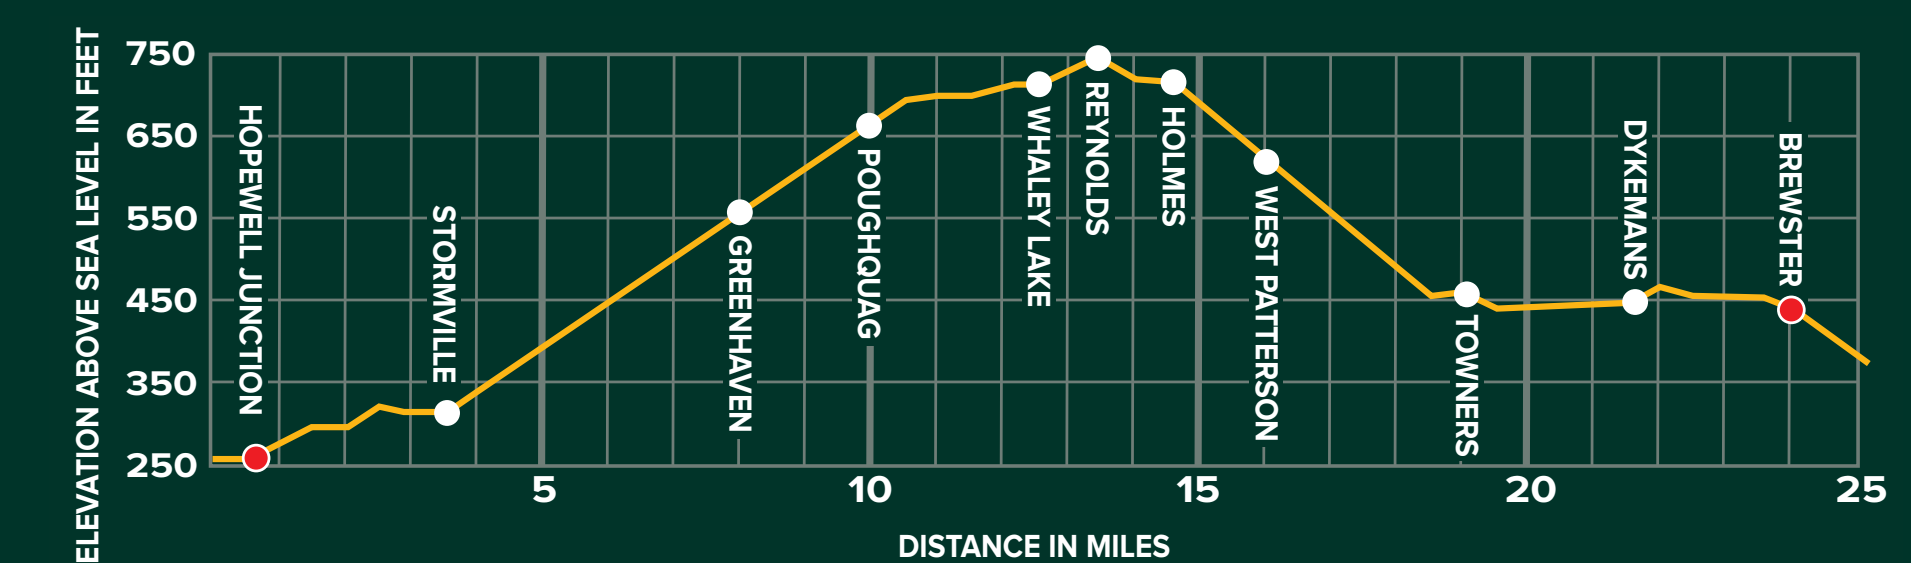 ELEVATION ABOVE SEA LEVEL IN FEET
750
650
550
450
350
250
HOPEWELL JUNCTION
STORMVILLE
GREENHAVEN
POUGHQUAG
WHALEY LAKE
REYNOLDS
HOLMES
WEST PATTERSON
TOWNERS
DYKEMANS
BREWSTER
5
10
15
20
25
DISTANCE IN MILES